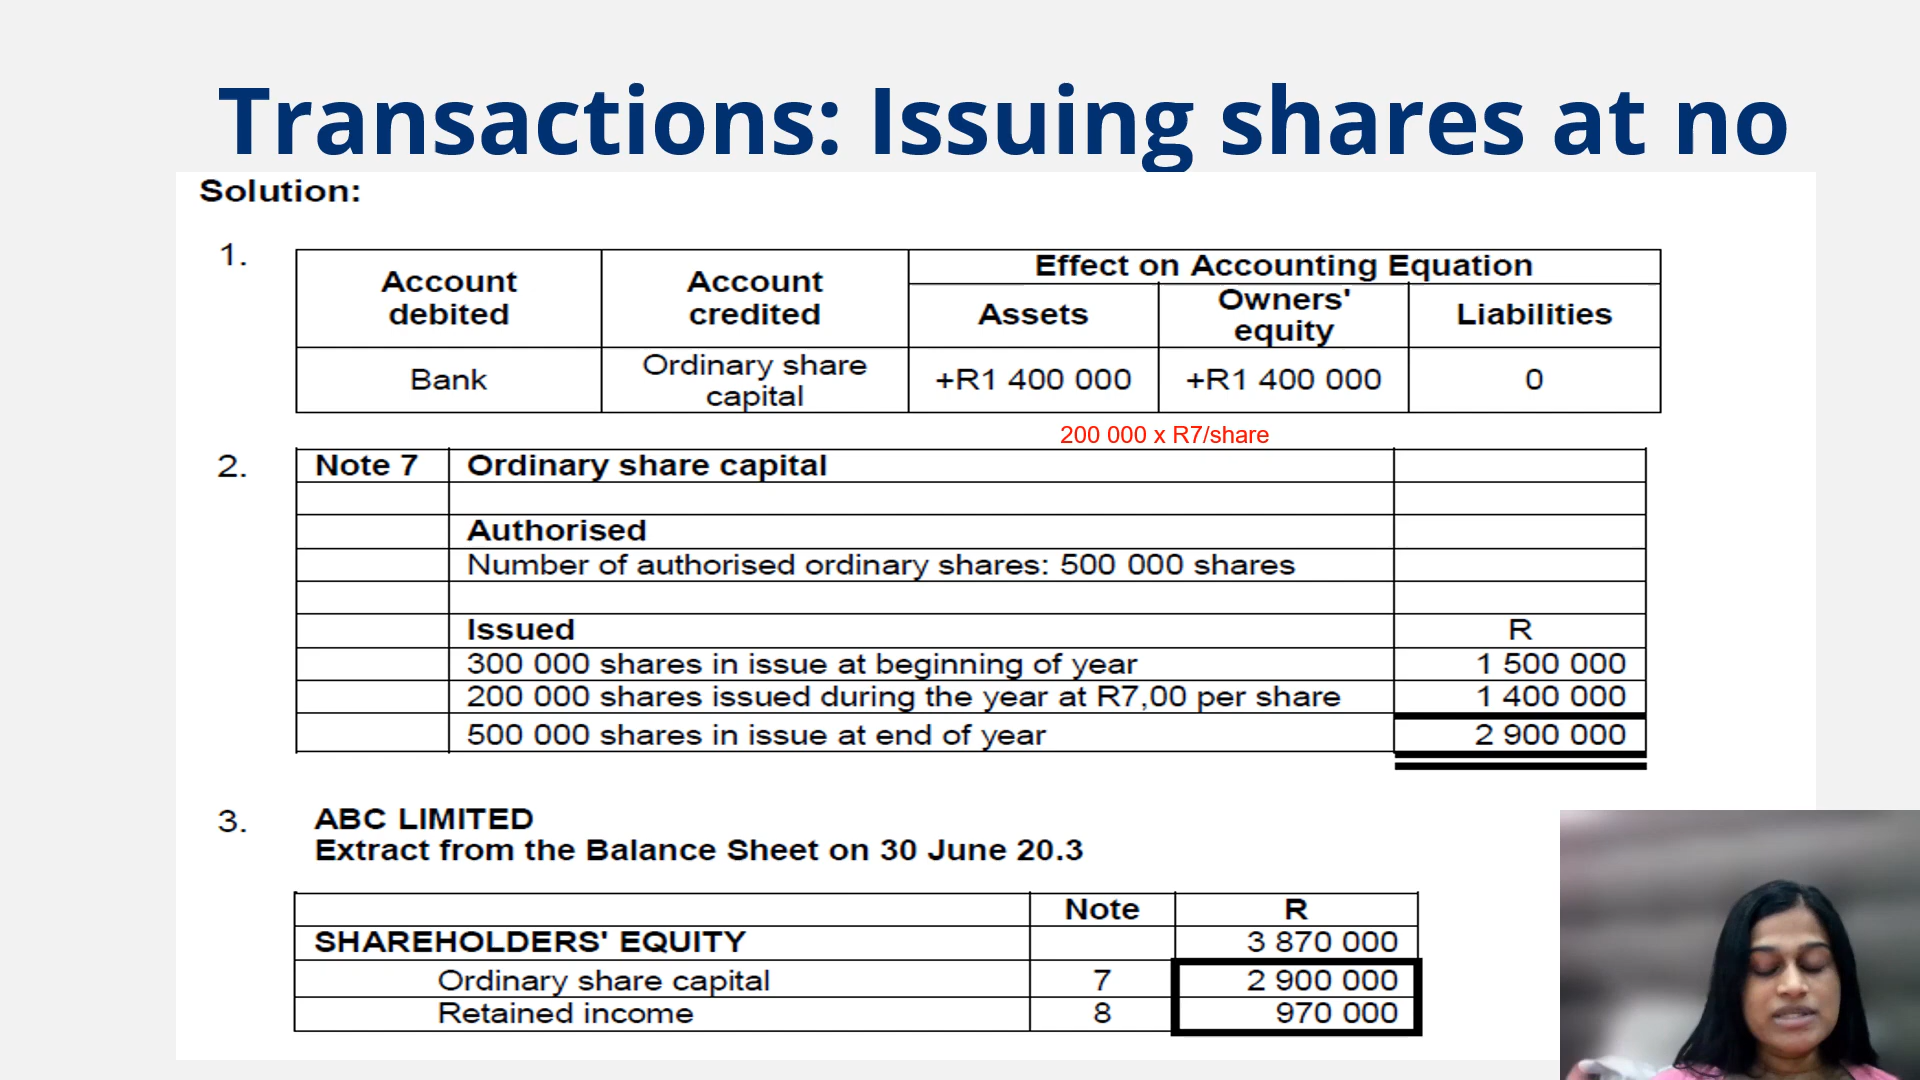 Transactions: Issuing shares at no
Solution:
1.
Account debited
Account credited
Effect on Accounting Equation
Assets
Owners' equity
Liabilities
Bank
Ordinary share capital
+R1 400 000
+R1 400 000
0
200 000 x R7/share
2.
Note 7 Ordinary share capital
Authorised
Number of authorised ordinary shares: 500 000 shares
Issued R
300 000 shares in issue at beginning of year 1 500 000
200 000 shares issued during the year at R7,00 per share 1 400 000
500 000 shares in issue at end of year 2 900 000
3. ABC LIMITED
Extract from the Balance Sheet on 30 June 20.3
Note R
SHAREHOLDERS' EQUITY 3 870 000
Ordinary share capital 7 2 900 000
Retained income 8 970 000